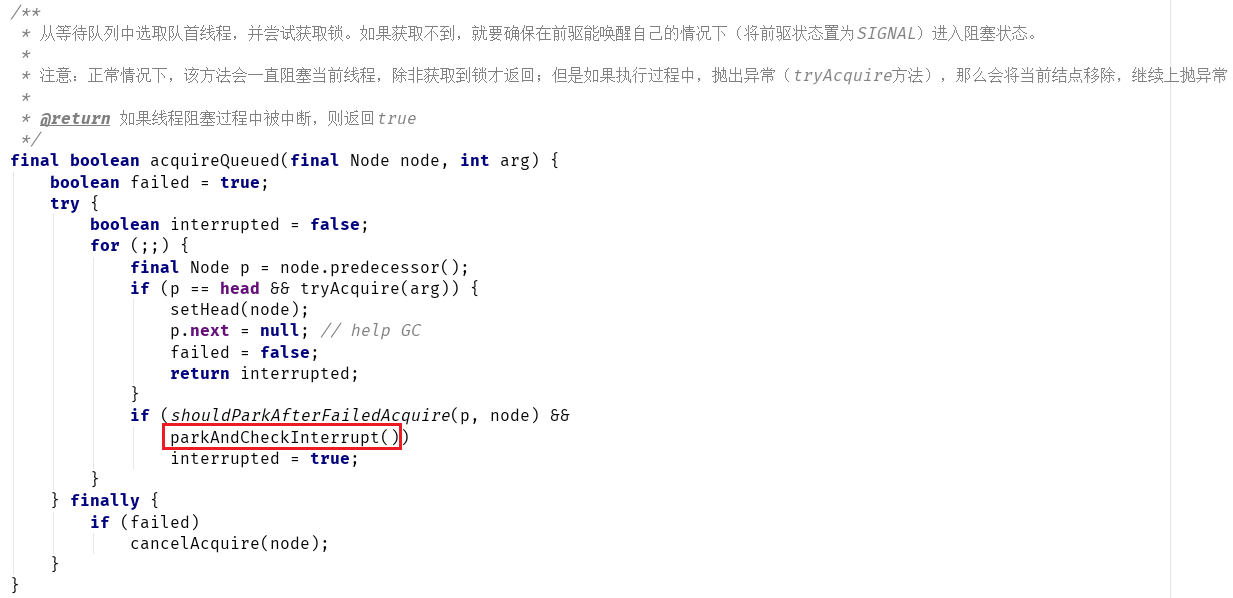 /**
 * 从等待队列中选取队首线程，并尝试获取锁。如果获取不到，就要确保在前驱能唤醒自己的情况下（将前驱状态置为SIGNAL）进入阻塞状态。
 *
 * 注意：正常情况下，该方法会一直阻塞当前线程，除非获取到锁才返回；但是如果执行过程中，抛出异常（tryAcquire方法），那么会将当前结点移除，继续上抛异常
 *
 * @return 如果线程阻塞过程中被中断，则返回true
 */
final boolean acquireQueued(final Node node, int arg) {
    boolean failed = true;
    try {
        boolean interrupted = false;
        for (;;) {
            final Node p = node.predecessor();
            if (p == head && tryAcquire(arg)) {
                setHead(node);
                p.next = null; // help GC
                failed = false;
                return interrupted;
            }
            if (shouldParkAfterFailedAcquire(p, node) &&
                parkAndCheckInterrupt())
                interrupted = true;
        }
    } finally {
        if (failed)
            cancelAcquire(node);
    }
}